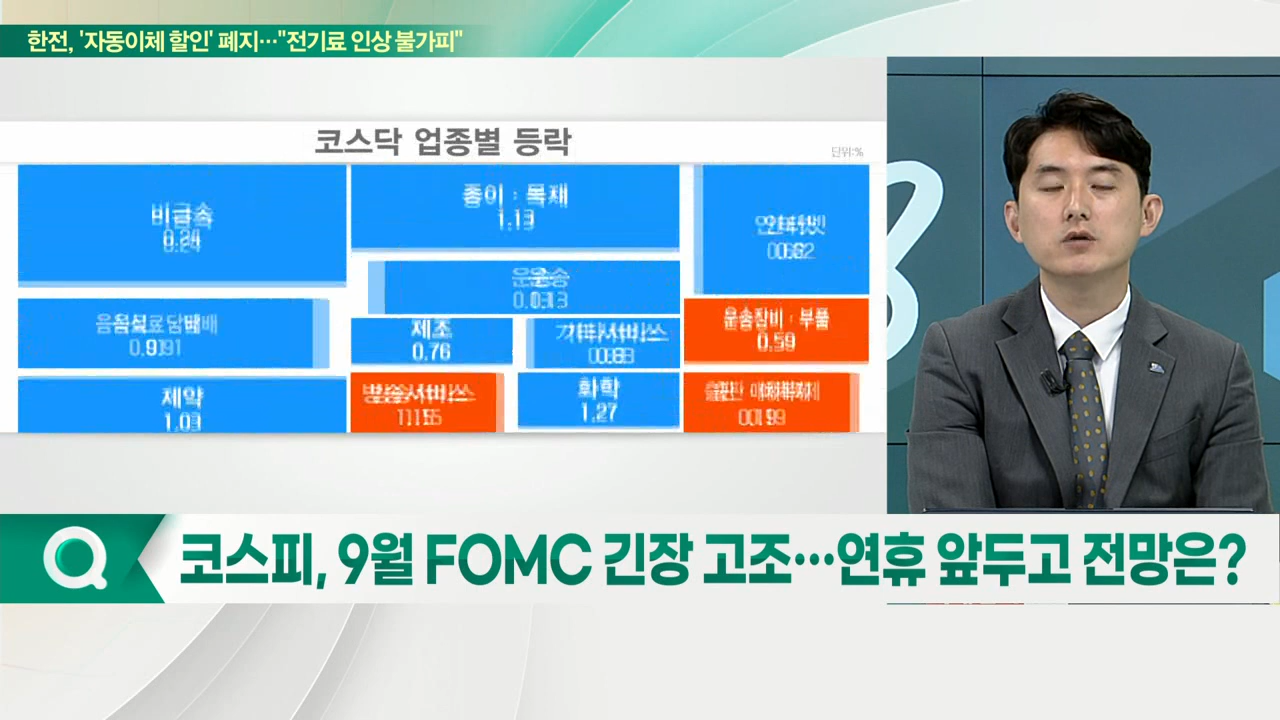 한전, '자동이체 할인' 폐지…"전기료 인상 불가피"
코스닥 업종별 등락
단위:%
비금속
0.24
종이·목재
1.13
제조
0.76
운송장비·부품
0.59
제약
1.03
화학
1.27
코스피, 9월 FOMC 긴장 고조…연휴 앞두고 전망은?